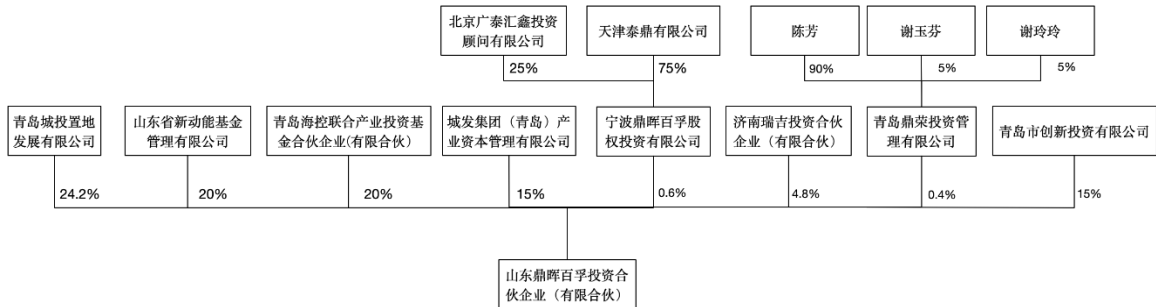 北京广泰汇鑫投资
顾问有限公司
天津泰鼎有限公司
陈芳
谢玉芬
谢玲玲
25%
75%
90%
5%
5%
青岛城投置地
发展有限公司
山东省新动能基金
管理有限公司
青岛海控联合产业投资基
金合伙企业(有限合伙）
城发集团（青岛）产
业资本管理有限公司
宁波鼎晖百孚股
权投资有限公司
济南瑞吉投资合伙
企业（有限合伙）
青岛鼎荣投资管
理有限公司
青岛市创新投资有限公司
24.2%
20%
20%
15%
0.6%
4.8%
0.4%
15%
山东鼎晖百孚投资合
伙企业（有限合伙）